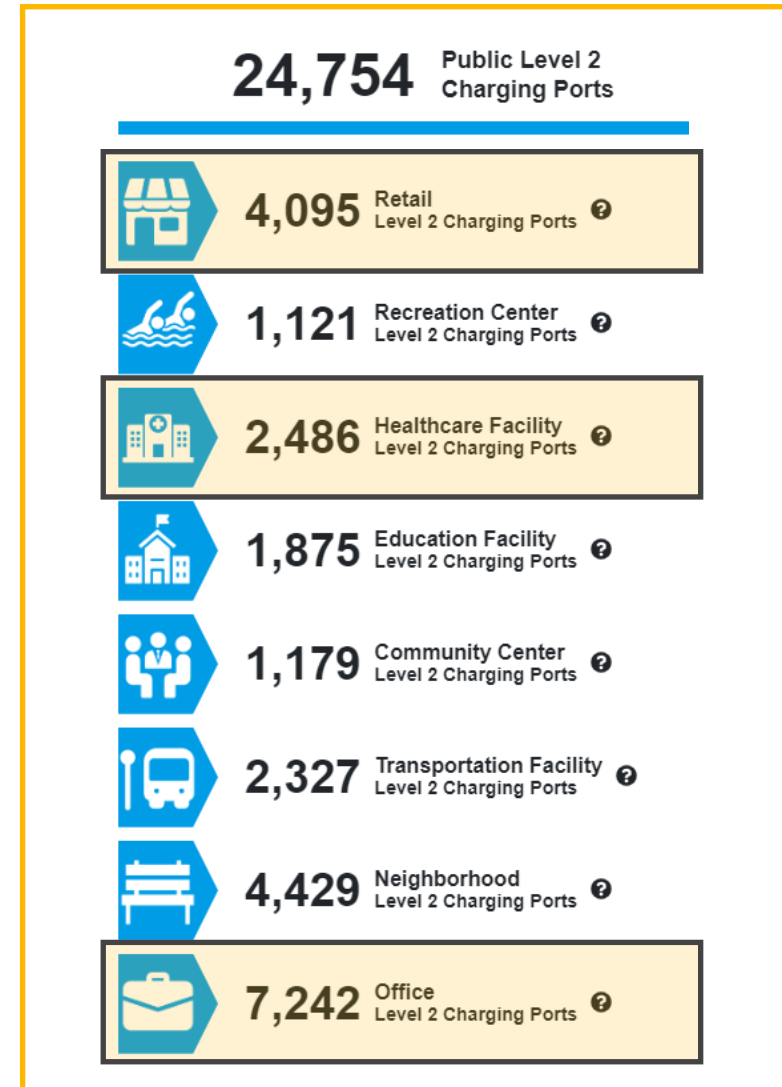 24,754 Public Level 2
Charging Ports
4,095 Retail
Level 2 Charging Ports ?
1,121 Recreation Center
Level 2 Charging Ports ?
2,486 Healthcare Facility
Level 2 Charging Ports ?
1,875 Education Facility
Level 2 Charging Ports ?
1,179 Community Center
Level 2 Charging Ports ?
2,327 Transportation Facility
Level 2 Charging Ports ?
4,429 Neighborhood
Level 2 Charging Ports ?
7,242 Office
Level 2 Charging Ports ?